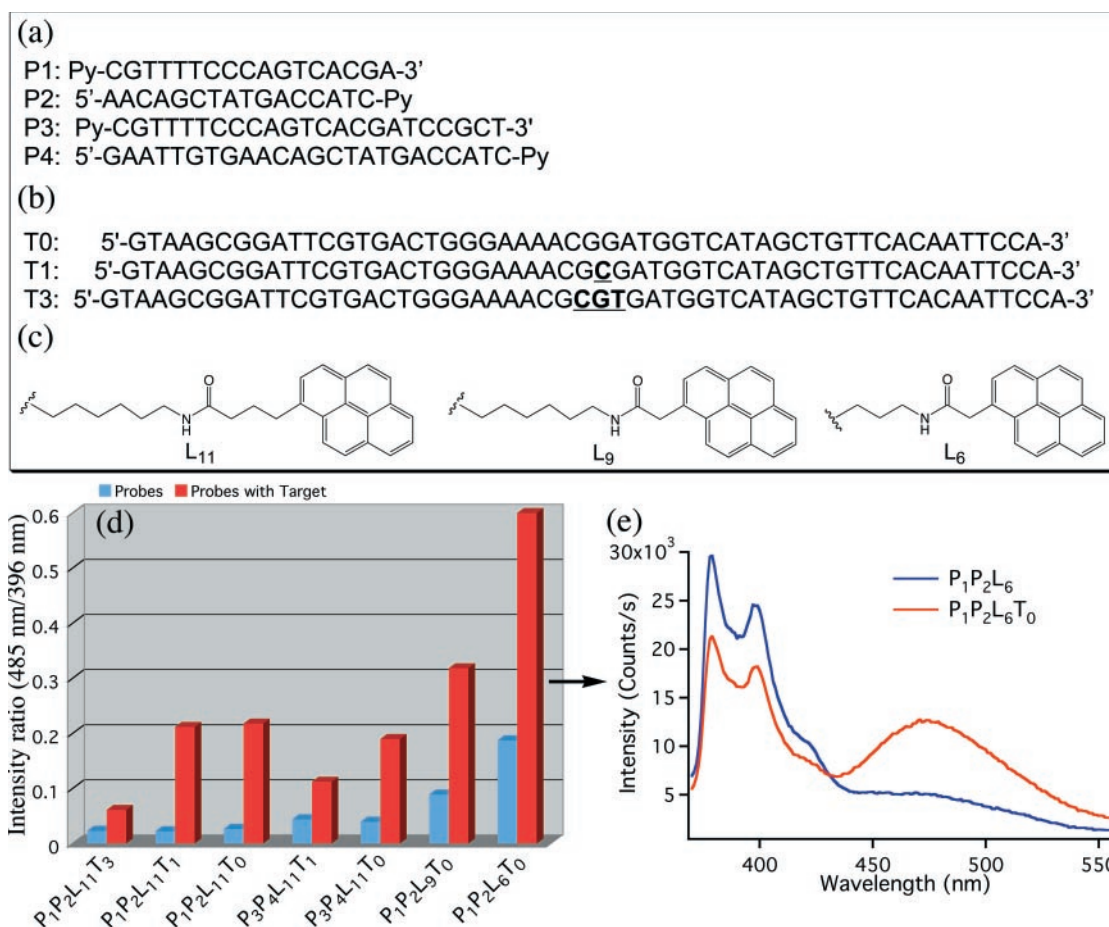 (a)
P1: Py-CGTTTTCCCAGTCACGA-3’
P2: 5’-AACAGCTATGACCATC-Py
P3: Py-CGTTTTCCCAGTCACGATCCGCT-3'
P4: 5’-GAATTGTGAACAGCTATGACCATC-Py
(b)
T0: 5'-GTAAGCGGATTCGTGACTGGGAAAACGGATGGTCATAGCTGTTCACAATTCCA-3’
T1: 5'-GTAAGCGGATTCGTGACTGGGAAAACGCGATGGTCATAGCTGTTCACAATTCCA-3’
T3: 5'-GTAAGCGGATTCGTGACTGGGAAAACGCGTGATGGTCATAGCTGTTCACAATTCCA-3’
(c)
O O O
N N N
H H H
L11 L9 L6
Probes Probes with Target
(d)
Intensity ratio (485 nm/396 nm)
0.6
0.5
0.4
0.3
0.2
0.1
0
P1P2L11T3
P1P2L11T1
P1P2L11T0
P3P4L11T1
P3P4L11T0
P1P2L9T0
P1P2L6T0
(e)
Intensity (Counts/s)
30x10³
25
20
15
10
5
P1P2L6
P1P2L6T0
400 450 500 550
Wavelength (nm)